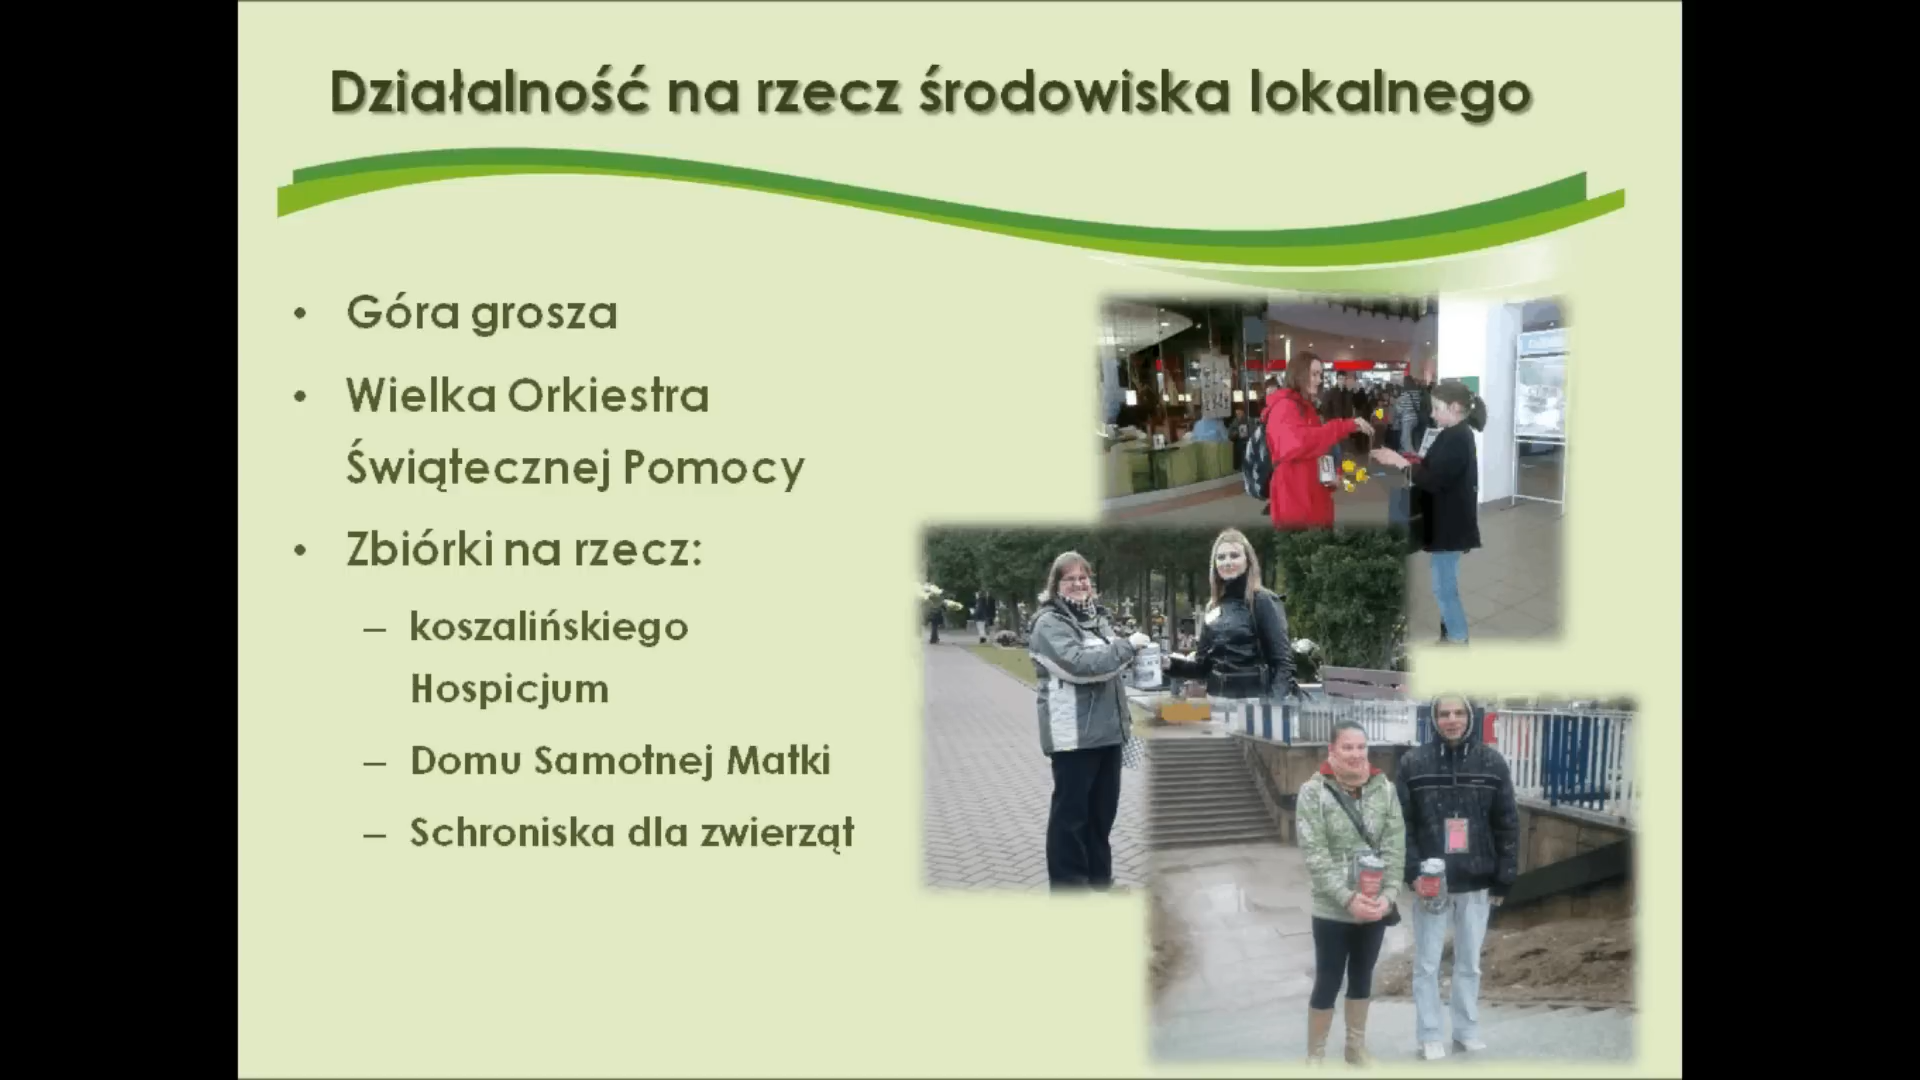 Działalność na rzecz środowiska lokalnego
• Góra grosza
• Wielka Orkiestra
Świątecznej Pomocy
• Zbiórki na rzecz:
– koszalińskiego
Hospicjum
– Domu Samotnej Matki
– Schroniska dla zwierząt